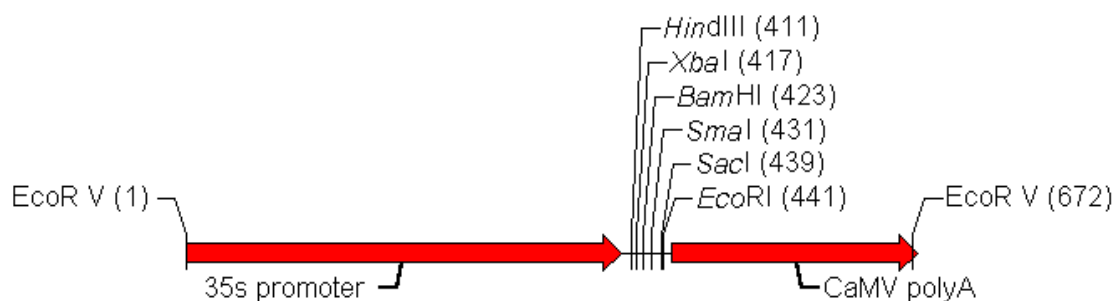 HindIII (411)
XbaI (417)
BamHI (423)
SmaI (431)
SacI (439)
EcoR V (1)
EcoRI (441)
EcoR V (672)
35s promoter
CaMV polyA